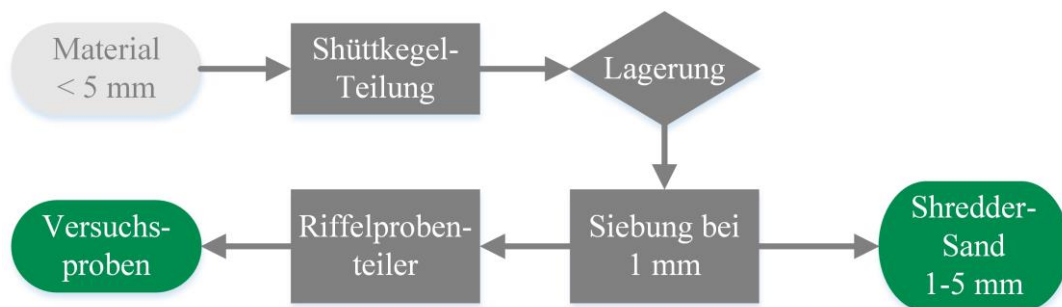 Material
< 5 mm
Shüttkegel-
Teilung
Lagerung
Versuchs-
proben
Riffelproben-
teiler
Siebung bei
1 mm
Shredder-
Sand
1-5 mm